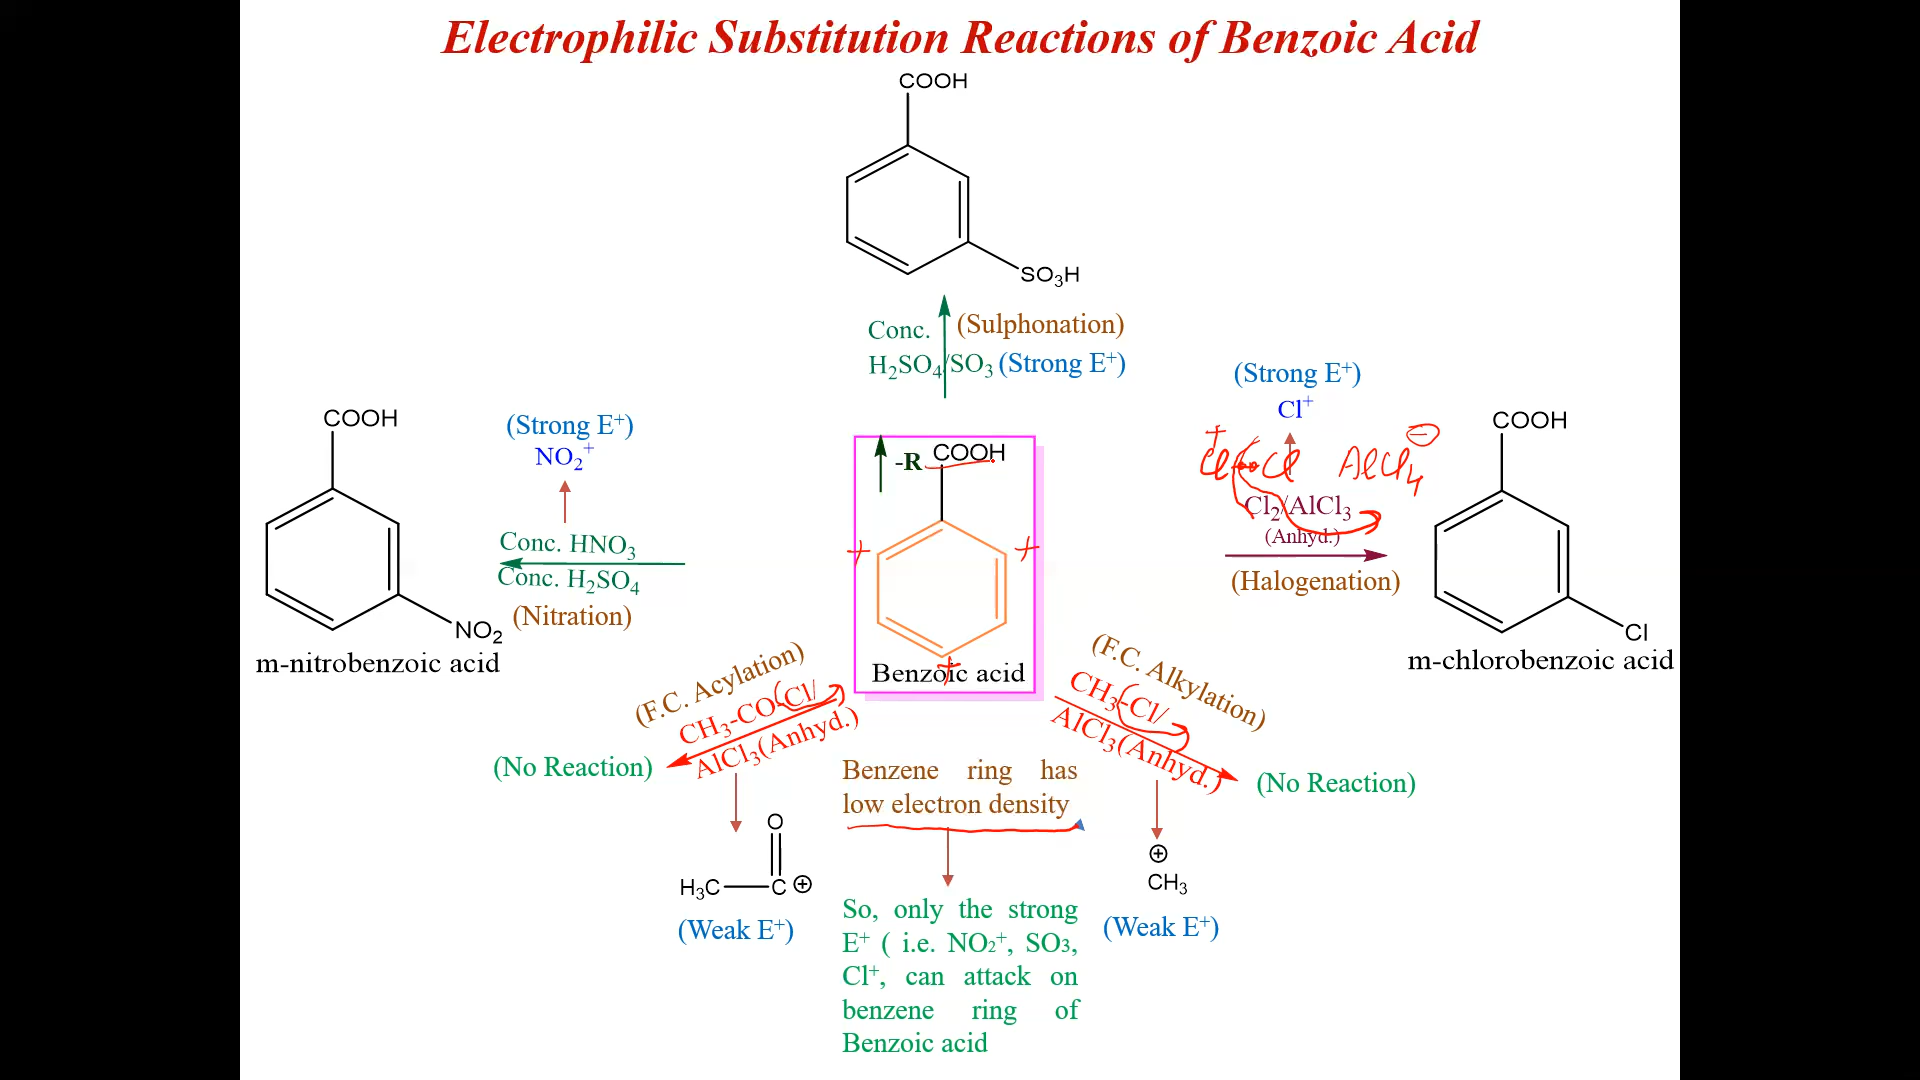 Electrophilic Substitution Reactions of Benzoic Acid
COOH
SO₃H
Conc. (Sulphonation)
H₂SO₄/SO₃ (Strong E⁺)
(Strong E⁺)
Cl⁺
COOH
(Strong E⁺)
NO₂⁺
Conc. HNO₃
Conc. H₂SO₄
(Nitration)
NO₂
m-nitrobenzoic acid
-R COOH
+ +
+
Benzoic acid
+
Cl Cl AlCl₄ -
Cl₂/AlCl₃
(Anhyd.)
(Halogenation)
COOH
Cl
m-chlorobenzoic acid
(F.C. Acylation)
CH₃-CO-Cl/
AlCl₃(Anhyd.)
(No Reaction)
O
H₃C C ⊕
(Weak E⁺)
(F.C. Alkylation)
CH₃-Cl/
AlCl₃(Anhyd.)
(No Reaction)
⊕
CH₃
(Weak E⁺)
Benzene ring has
low electron density
So, only the strong
E⁺ ( i.e. NO₂⁺, SO₃,
Cl⁺, can attack on
benzene ring of
Benzoic acid